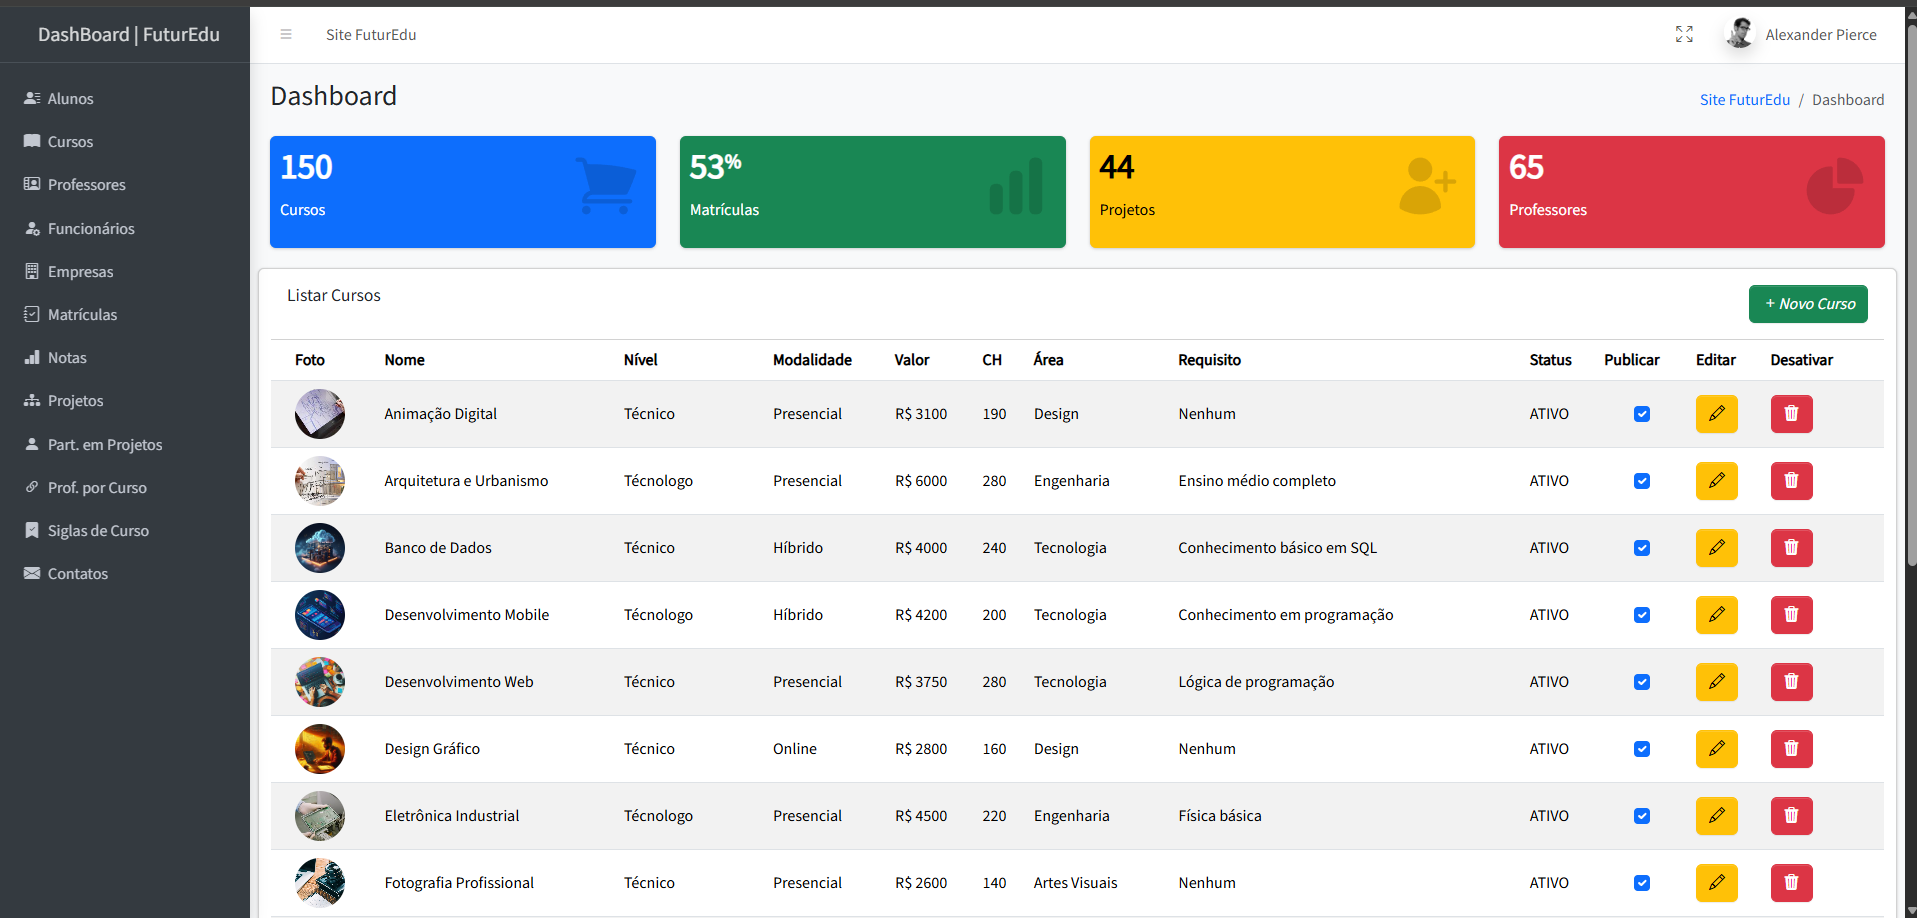 DashBoard | FuturEdu
Alunos
Cursos
Professores
Funcionários
Empresas
Matrículas
Notas
Projetos
Part. em Projetos
Prof. por Curso
Siglas de Curso
Contatos
Site FuturEdu
Alexander Pierce
Dashboard
Site FuturEdu / Dashboard
150
Cursos
53%
Matrículas
44
Projetos
65
Professores
Listar Cursos
+ Novo Curso
Foto Nome Nível Modalidade Valor CH Área Requisito Status Publicar Editar Desativar
Animação Digital Técnico Presencial R$ 3100 190 Design Nenhum ATIVO
Arquitetura e Urbanismo Técnologo Presencial R$ 6000 280 Engenharia Ensino médio completo ATIVO
Banco de Dados Técnico Híbrido R$ 4000 240 Tecnologia Conhecimento básico em SQL ATIVO
Desenvolvimento Mobile Técnologo Híbrido R$ 4200 200 Tecnologia Conhecimento em programação ATIVO
Desenvolvimento Web Técnico Presencial R$ 3750 280 Tecnologia Lógica de programação ATIVO
Design Gráfico Técnico Online R$ 2800 160 Design Nenhum ATIVO
Eletrônica Industrial Técnologo Presencial R$ 4500 220 Engenharia Física básica ATIVO
Fotografia Profissional Técnico Presencial R$ 2600 140 Artes Visuais Nenhum ATIVO